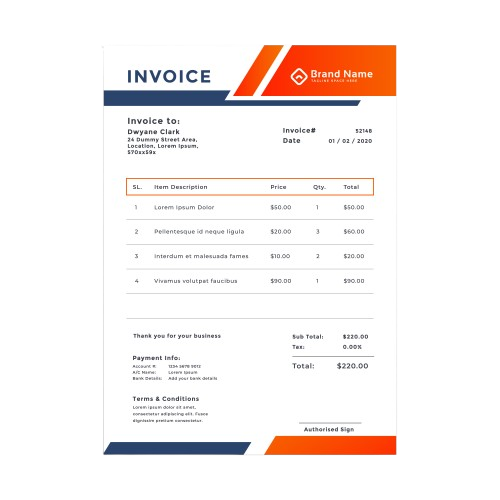 INVOICE
Brand Name
TAGLINE SPACE HERE
Invoice to:
Dwyane Clark
24 Dummy Street Area,
Location, Lorem Ipsum,
570xx59x
Invoice# 52148
Date 01 / 02 / 2020
SL. Item Description Price Qty. Total
1 Lorem Ipsum Dolor $50.00 1 $50.00
2 Pellentesque id neque ligula $20.00 3 $60.00
3 Interdum et malesuada fames $10.00 2 $20.00
4 Vivamus volutpat faucibus $90.00 1 $90.00
Thank you for your business
Sub Total: $220.00
Tax: 0.00%
Total: $220.00
Payment Info:
Account #: 1234 5678 9012
A/C Name: Lorem Ipsum
Bank Details: Add your bank details
Terms & Conditions
Lorem ipsum dolor sit amet,
consectetur adipiscing elit. Fusce
dignissim pretium consectetur.
Authorised Sign